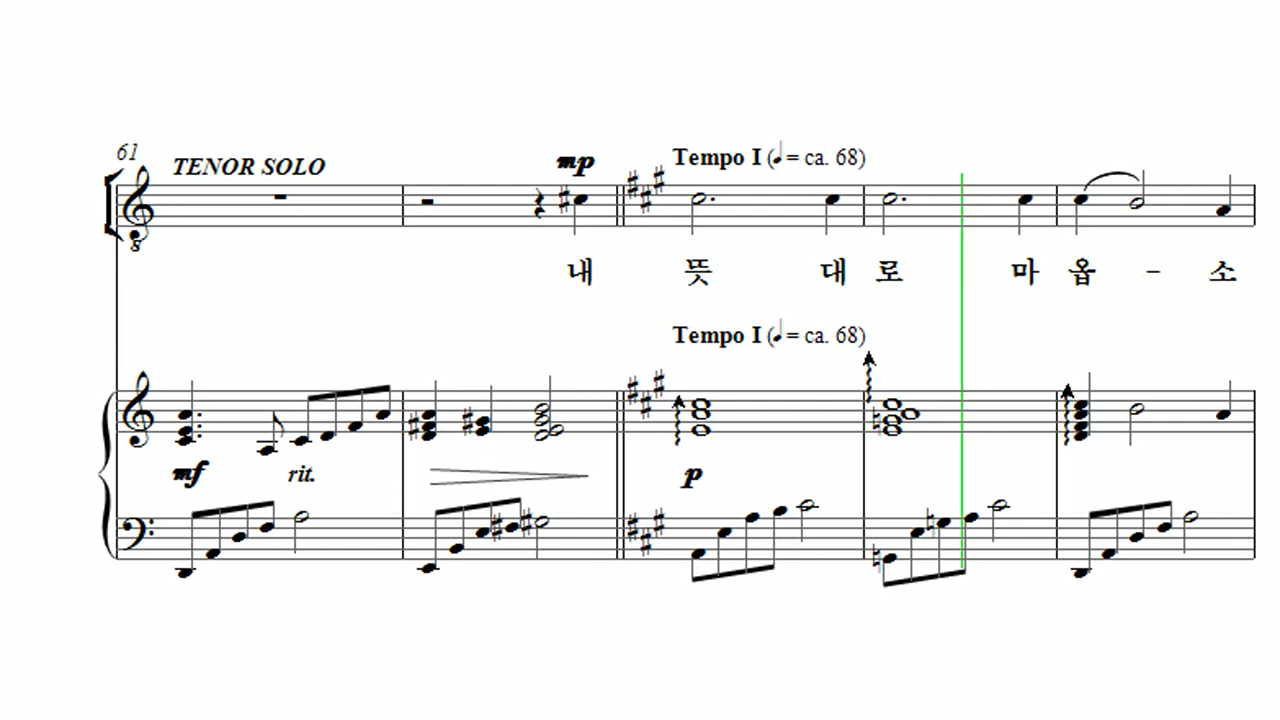 61
TENOR SOLO
mp
Tempo I (♩= ca. 68)
8
내 뜻 대 로 마 옵 - 소
Tempo I (♩= ca. 68)
mf rit. p